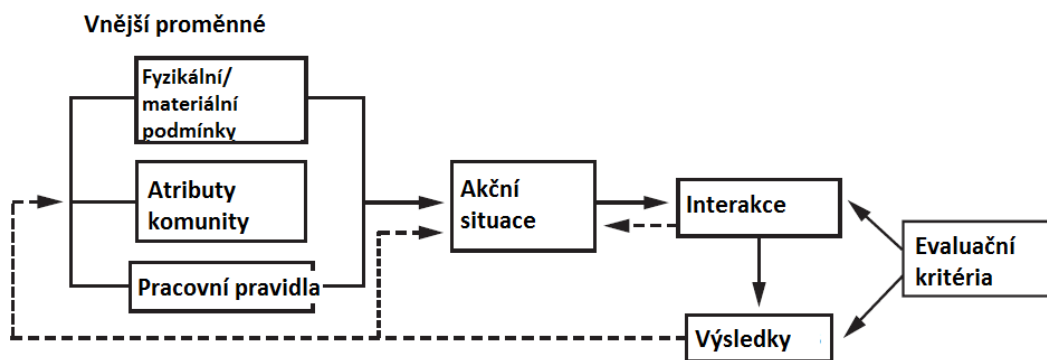 Vnější proměnné
Fyzikální/
materiální
podmínky
Atributy
komunity
Pracovní pravidla
Akční
situace
Interakce
Výsledky
Evaluační
kritéria